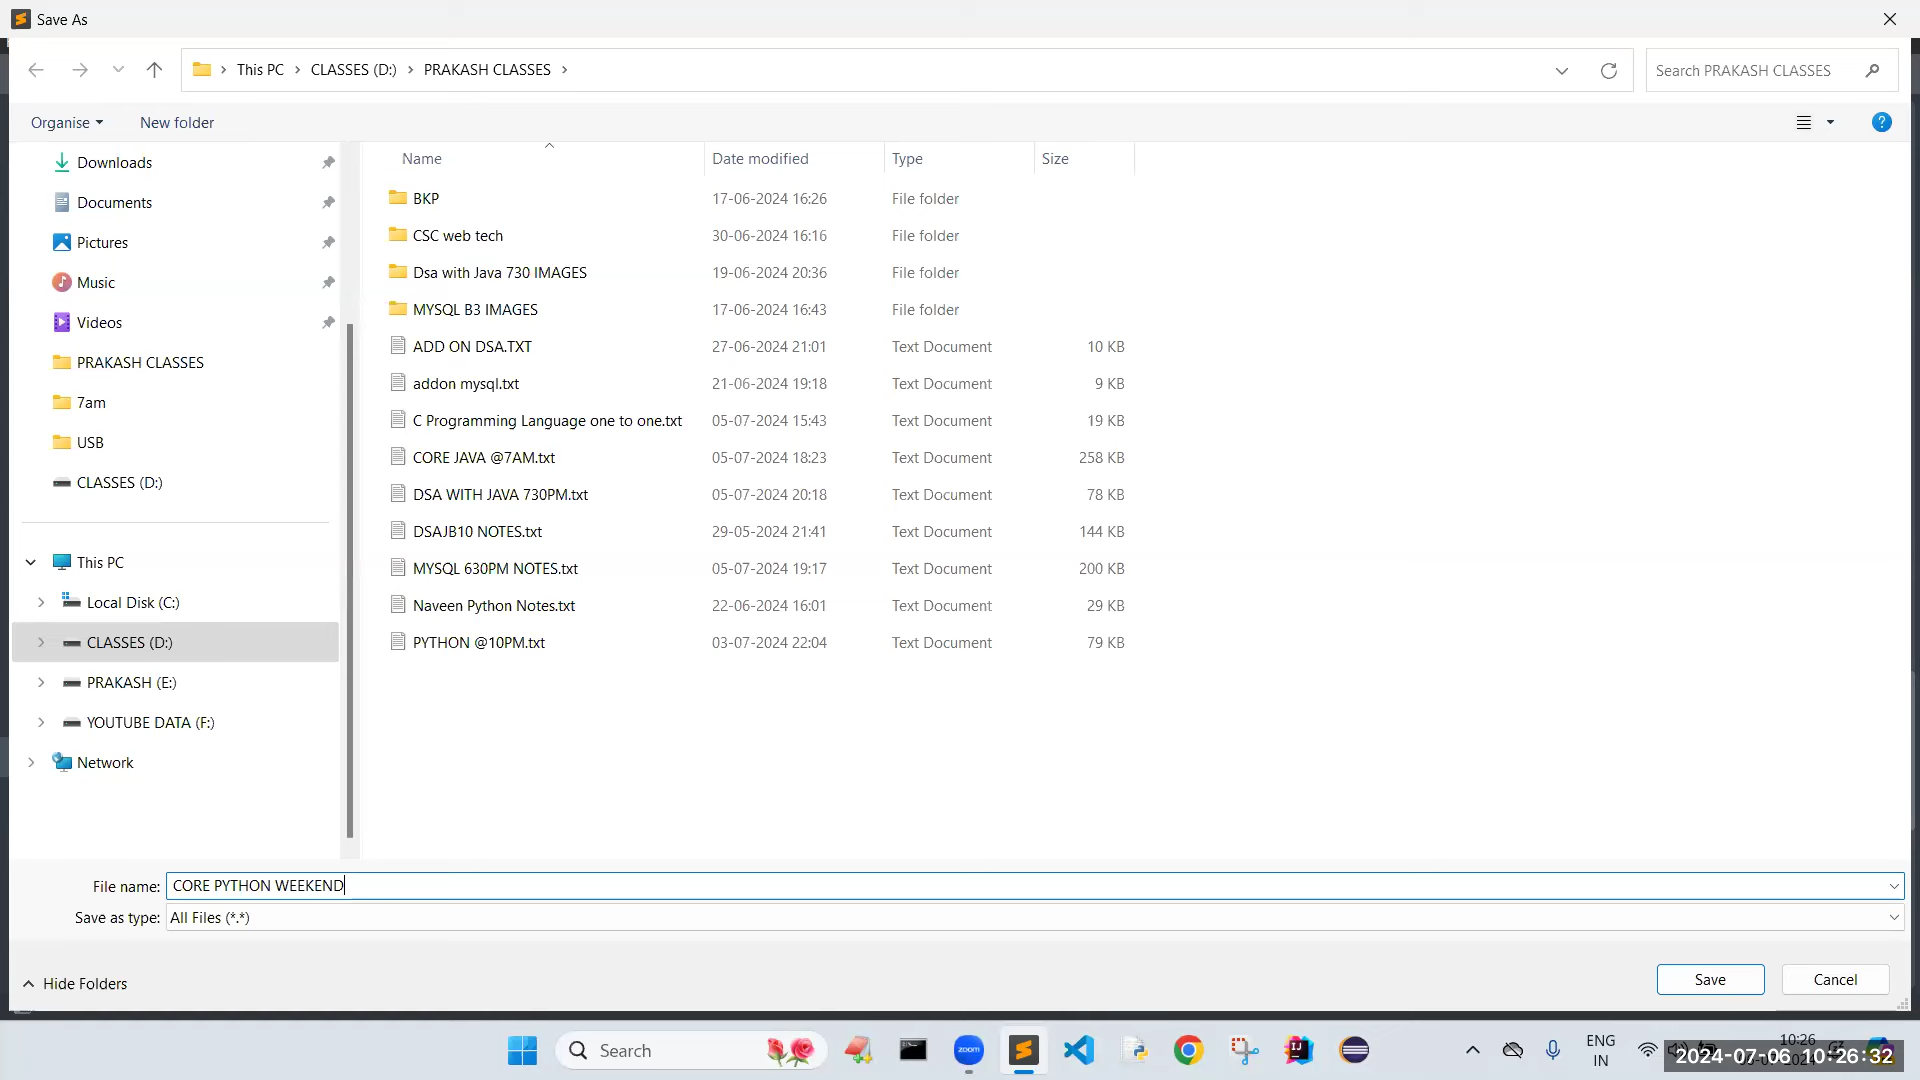 Save As
This PC
CLASSES (D:)
PRAKASH CLASSES
Search PRAKASH CLASSES
Organise
New folder
Downloads
Documents
Pictures
Music
Videos
PRAKASH CLASSES
7am
USB
CLASSES (D:)
This PC
Local Disk (C:)
CLASSES (D:)
PRAKASH (E:)
YOUTUBE DATA (F:)
Network
Name Date modified Type Size
BKP 17-06-2024 16:26 File folder
CSC web tech 30-06-2024 16:16 File folder
Dsa with Java 730 IMAGES 19-06-2024 20:36 File folder
MYSQL B3 IMAGES 17-06-2024 16:43 File folder
ADD ON DSA.TXT 27-06-2024 21:01 Text Document 10 KB
addon mysql.txt 21-06-2024 19:18 Text Document 9 KB
C Programming Language one to one.txt 05-07-2024 15:43 Text Document 19 KB
CORE JAVA @7AM.txt 05-07-2024 18:23 Text Document 258 KB
DSA WITH JAVA 730PM.txt 05-07-2024 20:18 Text Document 78 KB
DSAJB10 NOTES.txt 29-05-2024 21:41 Text Document 144 KB
MYSQL 630PM NOTES.txt 05-07-2024 19:17 Text Document 200 KB
Naveen Python Notes.txt 22-06-2024 16:01 Text Document 29 KB
PYTHON @10PM.txt 03-07-2024 22:04 Text Document 79 KB
File name: CORE PYTHON WEEKEND
Save as type: All Files (*.*)
Hide Folders
Save
Cancel
Search
zoom
ENG
IN
10:26
2024-07-06 10:26:32